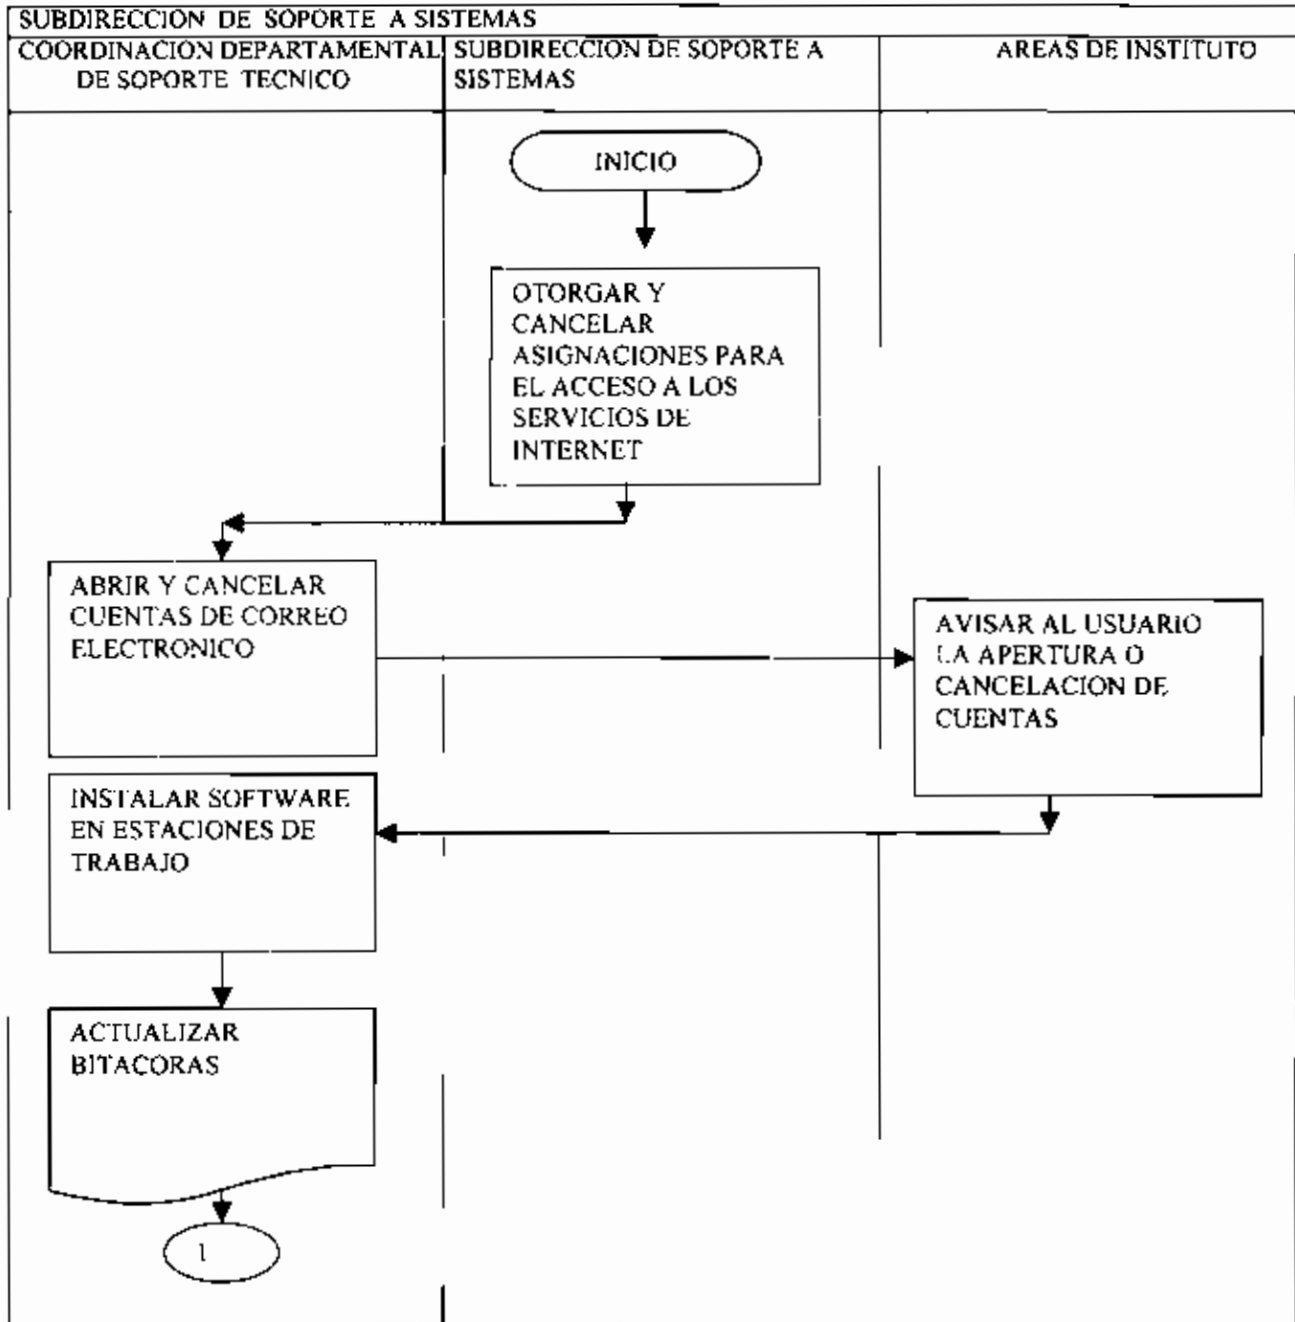 SUBDIRECCION DE SOPORTE A SISTEMAS
COORDINACION DEPARTAMENTAL
DE SOPORTE TECNICO
SUBDIRECCION DE SOPORTE A
SISTEMAS
AREAS DE INSTITUTO
INICIO
OTORGAR Y
CANCELAR
ASIGNACIONES PARA
EL ACCESO A LOS
SERVICIOS DE
INTERNET
ABRIR Y CANCELAR
CUENTAS DE CORREO
ELECTRONICO
AVISAR AL USUARIO
LA APERTURA O
CANCELACION DE
CUENTAS
INSTALAR SOFTWARE
EN ESTACIONES DE
TRABAJO
ACTUALIZAR
BITACORAS
1